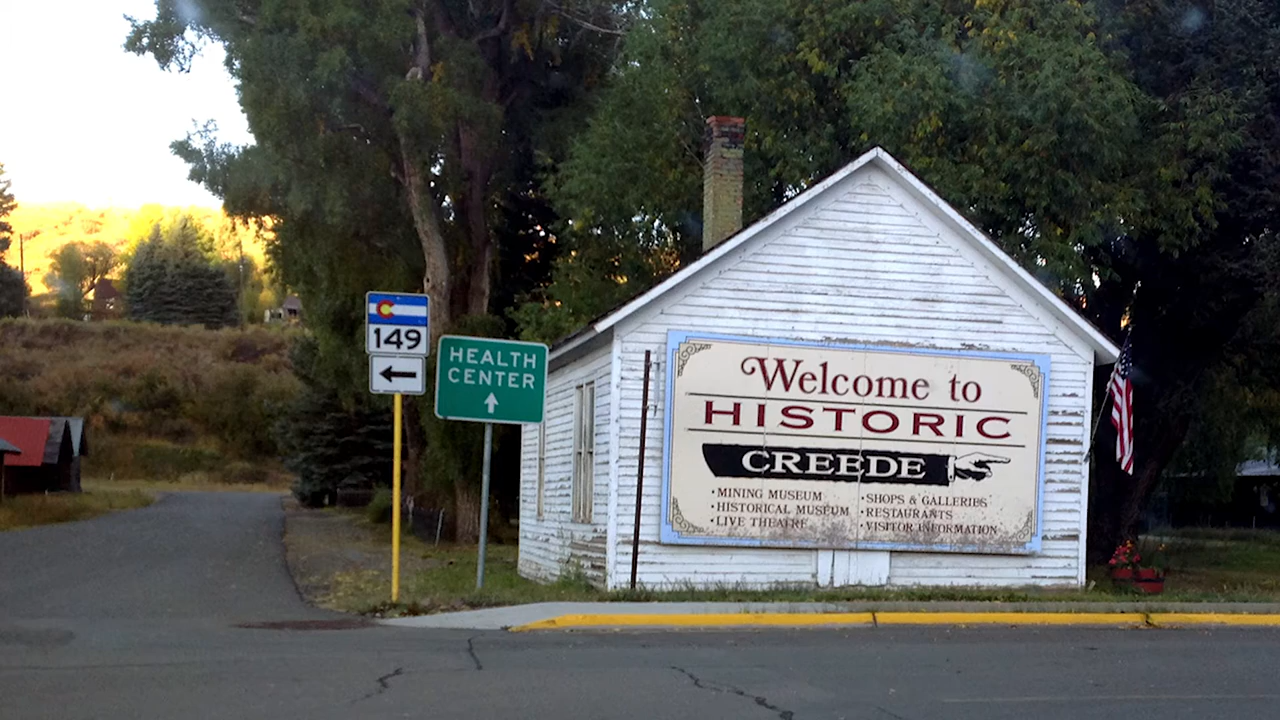 149
HEALTH
CENTER
Welcome to
HISTORIC
CREEDE
• MINING MUSEUM
• HISTORICAL MUSEUM
• LIVE THEATRE
• SHOPS & GALLERIES
• RESTAURANTS
• VISITOR INFORMATION